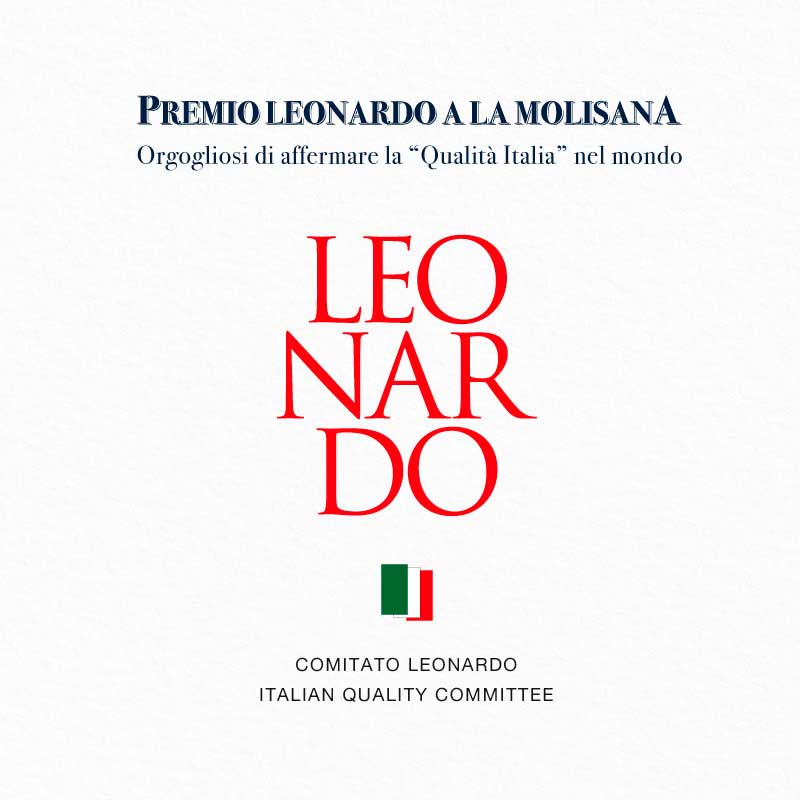 PREMIO LEONARDO A LA MOLISANA
Orgogliosi di affermare la “Qualità Italia” nel mondo
LEO
NAR
DO
COMITATO LEONARDO
ITALIAN QUALITY COMMITTEE